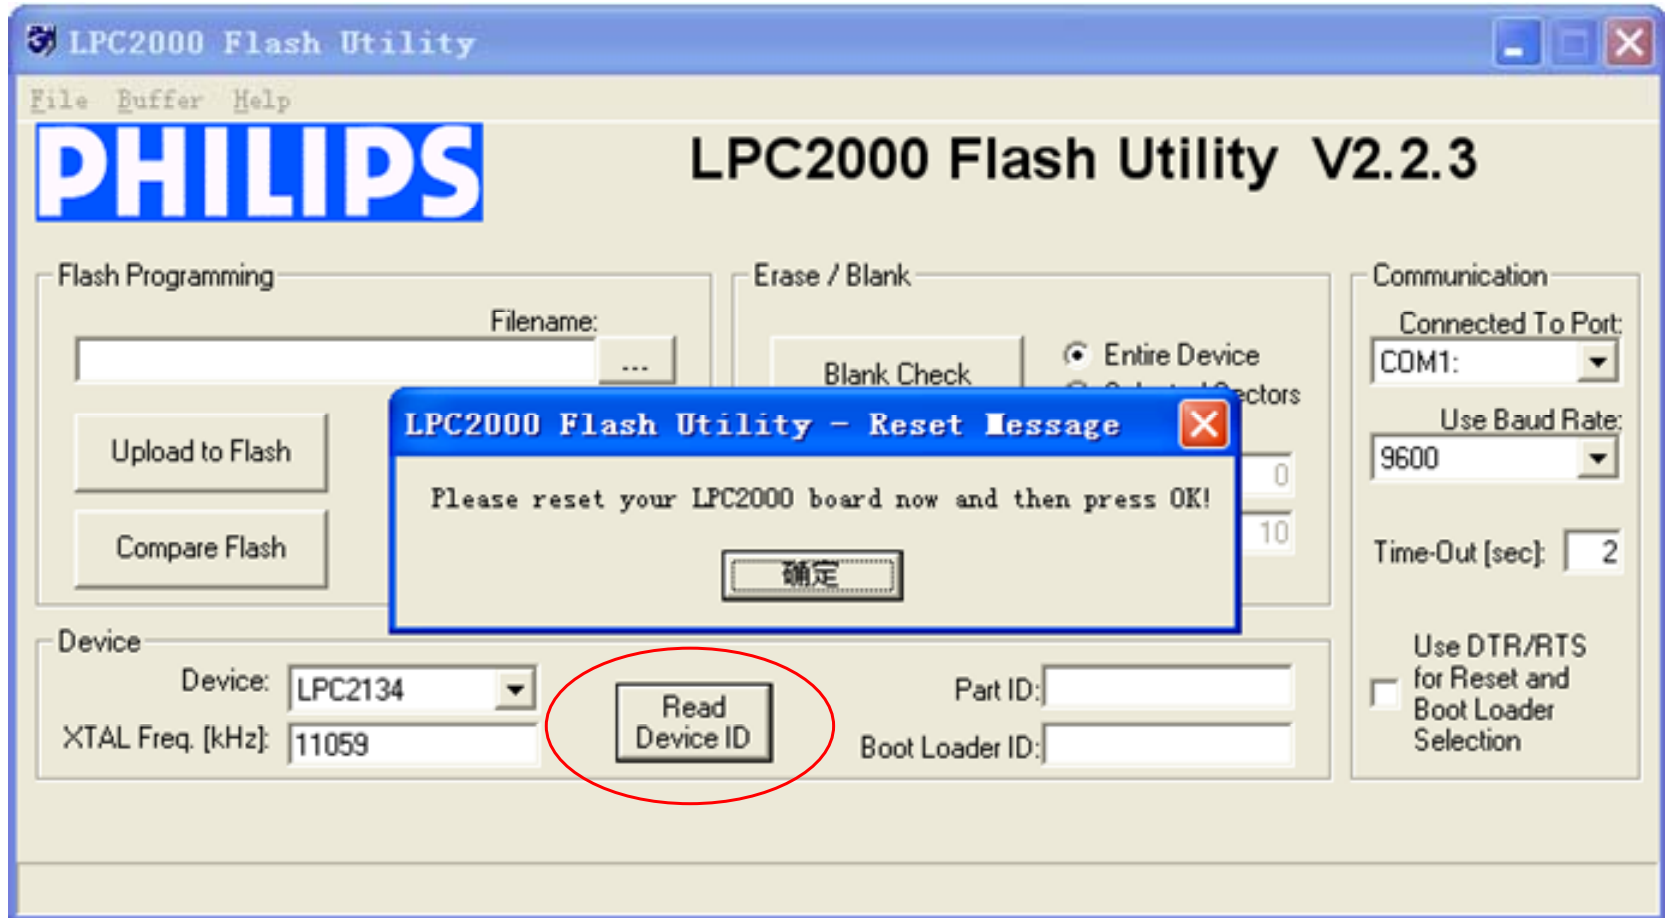 LPC2000 Flash Utility
File Buffer Help
PHILIPS
LPC2000 Flash Utility V2.2.3
Flash Programming
Filename:
...
Upload to Flash
Compare Flash
Erase / Blank
Blank Check
Entire Device
ectors
0
10
LPC2000 Flash Utility - Reset Message
Please reset your LPC2000 board now and then press OK!
确定
Communication
Connected To Port:
COM1:
Use Baud Rate:
9600
Time-Out [sec]: 2
Use DTR/RTS
for Reset and
Boot Loader
Selection
Device
Device: LPC2134
XTAL Freq. [kHz]: 11059
Read
Device ID
Part ID:
Boot Loader ID: